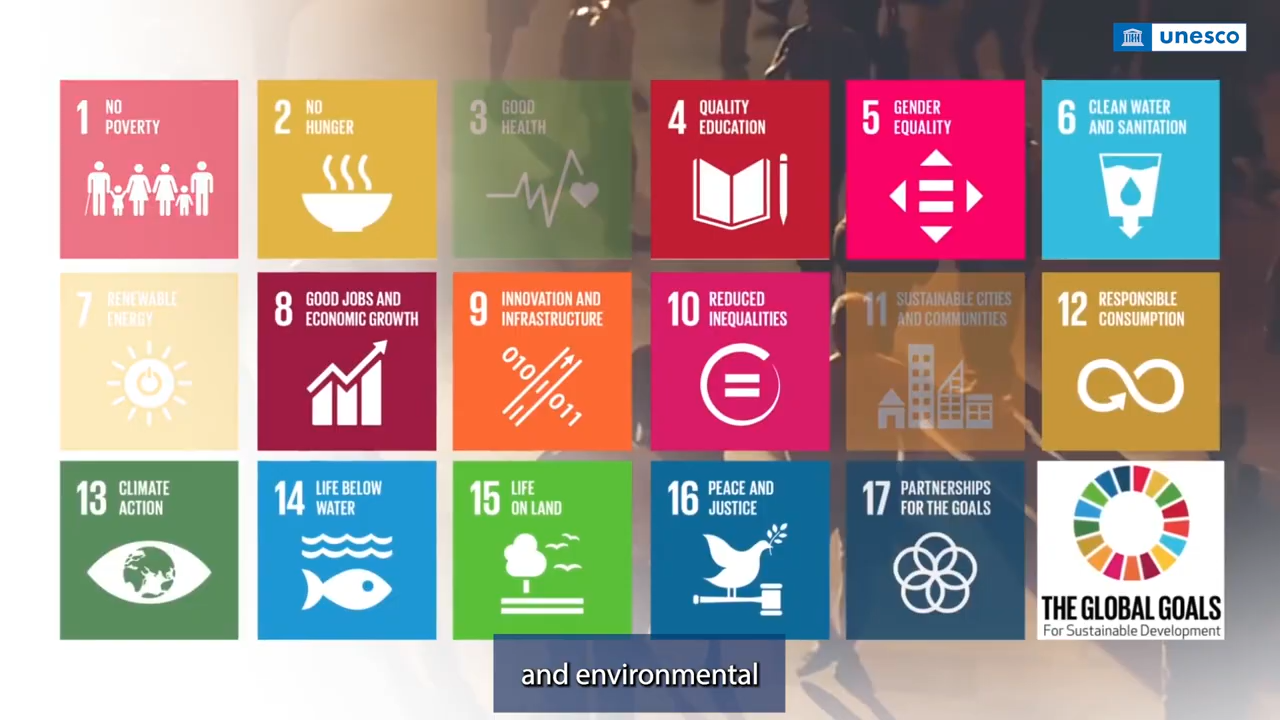 unesco
1 NO
POVERTY
2 NO
HUNGER
3 GOOD
HEALTH
4 QUALITY
EDUCATION
5 GENDER
EQUALITY
6 CLEAN WATER
AND SANITATION
7 RENEWABLE
ENERGY
8 GOOD JOBS AND
ECONOMIC GROWTH
9 INNOVATION AND
INFRASTRUCTURE
010
011
10 REDUCED
INEQUALITIES
11 SUSTAINABLE CITIES
AND COMMUNITIES
12 RESPONSIBLE
CONSUMPTION
13 CLIMATE
ACTION
14 LIFE BELOW
WATER
15 LIFE
ON LAND
16 PEACE AND
JUSTICE
17 PARTNERSHIPS
FOR THE GOALS
THE GLOBAL GOALS
For Sustainable Development
and environmental